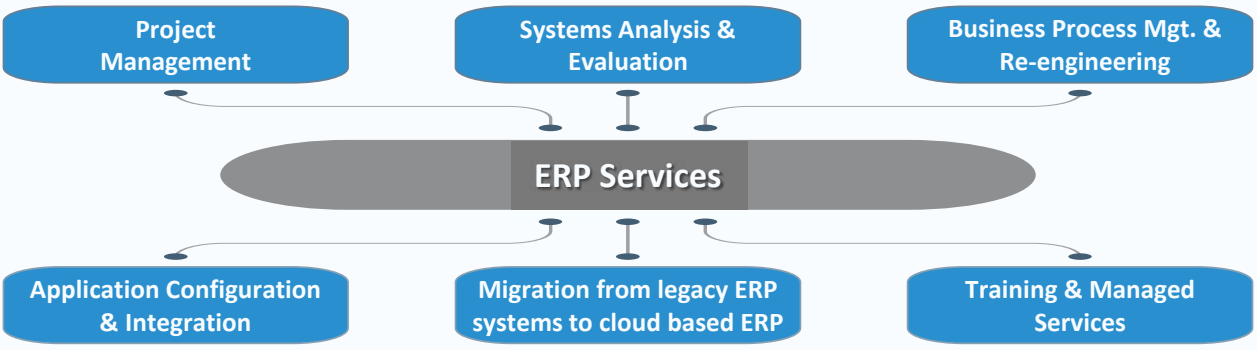 Project
Management
Systems Analysis &
Evaluation
Business Process Mgt. &
Re-engineering
ERP Services
Application Configuration
& Integration
Migration from legacy ERP
systems to cloud based ERP
Training & Managed
Services